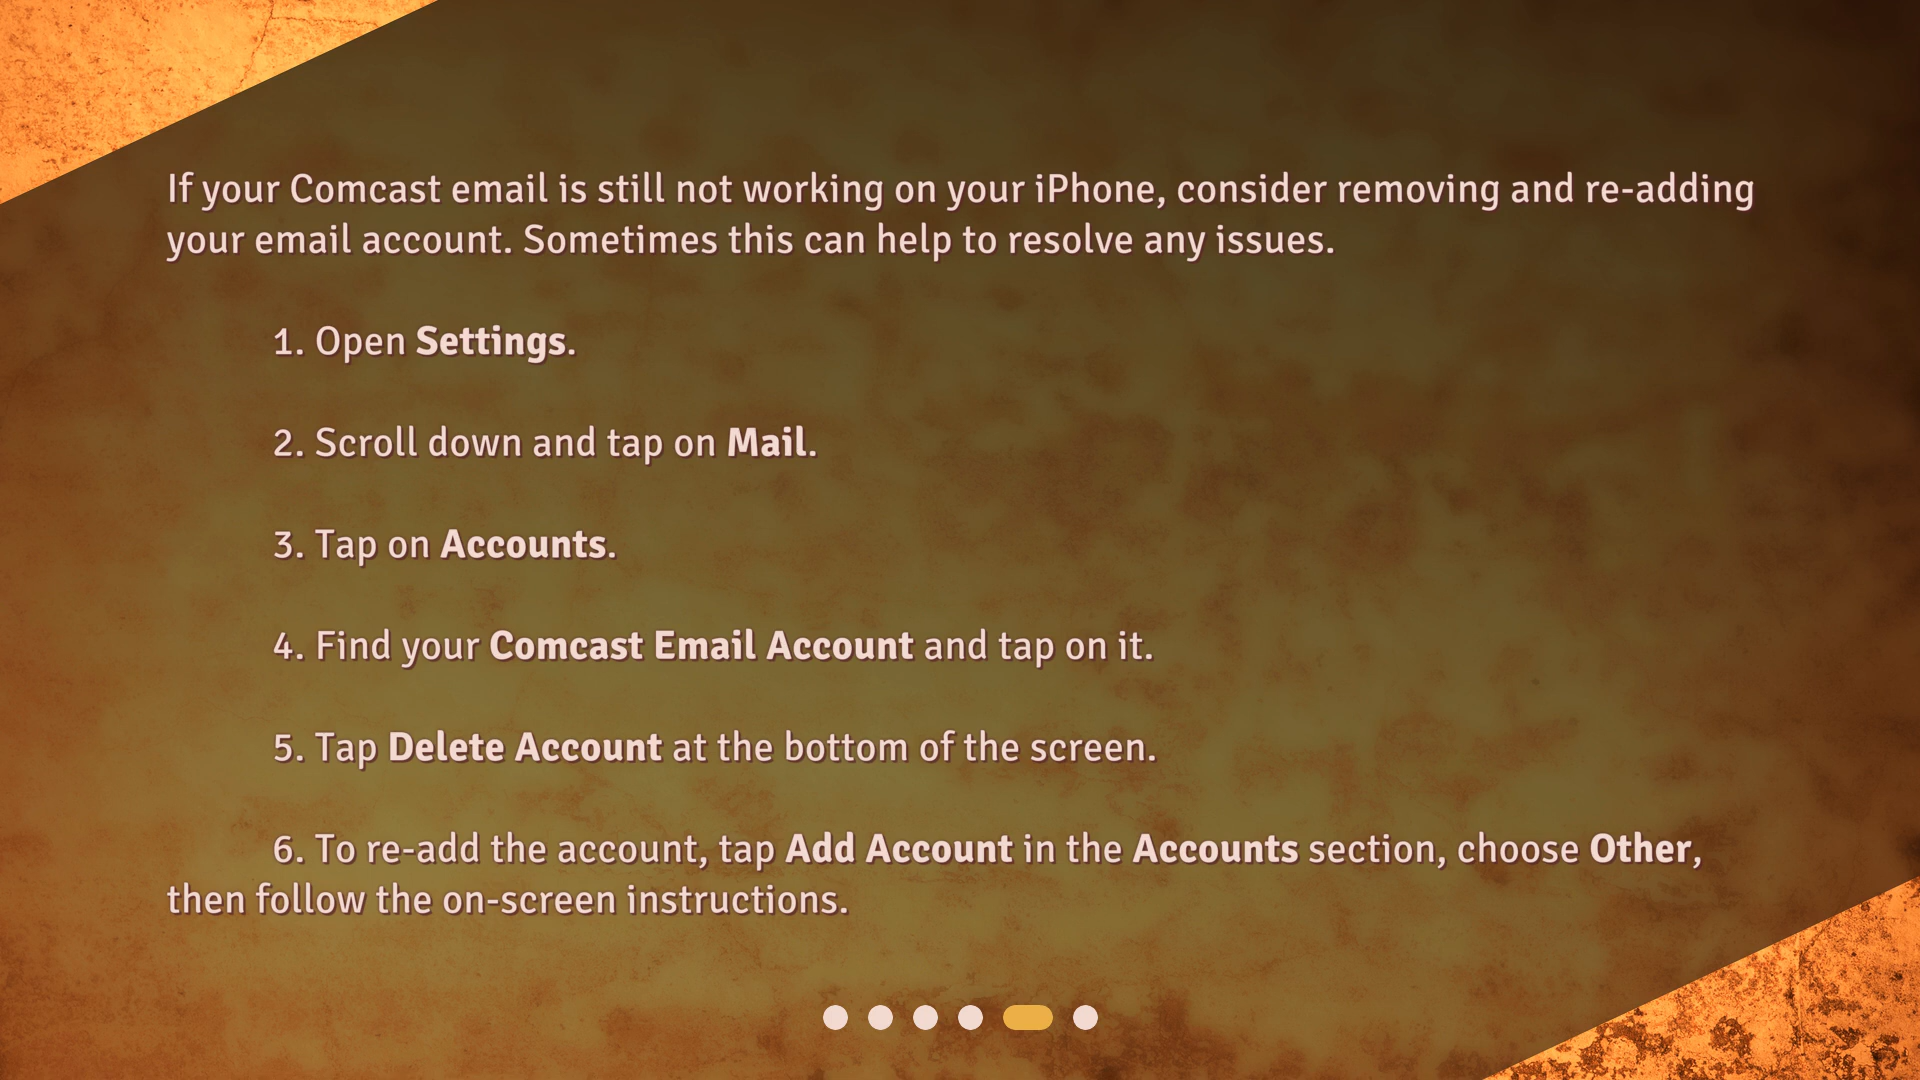 If your Comcast email is still not working on your iPhone, consider removing and re-adding
your email account. Sometimes this can help to resolve any issues.
1. Open Settings.
2. Scroll down and tap on Mail.
3. Tap on Accounts.
4. Find your Comcast Email Account and tap on it.
5. Tap Delete Account at the bottom of the screen.
6. To re-add the account, tap Add Account in the Accounts section, choose Other,
then follow the on-screen instructions.